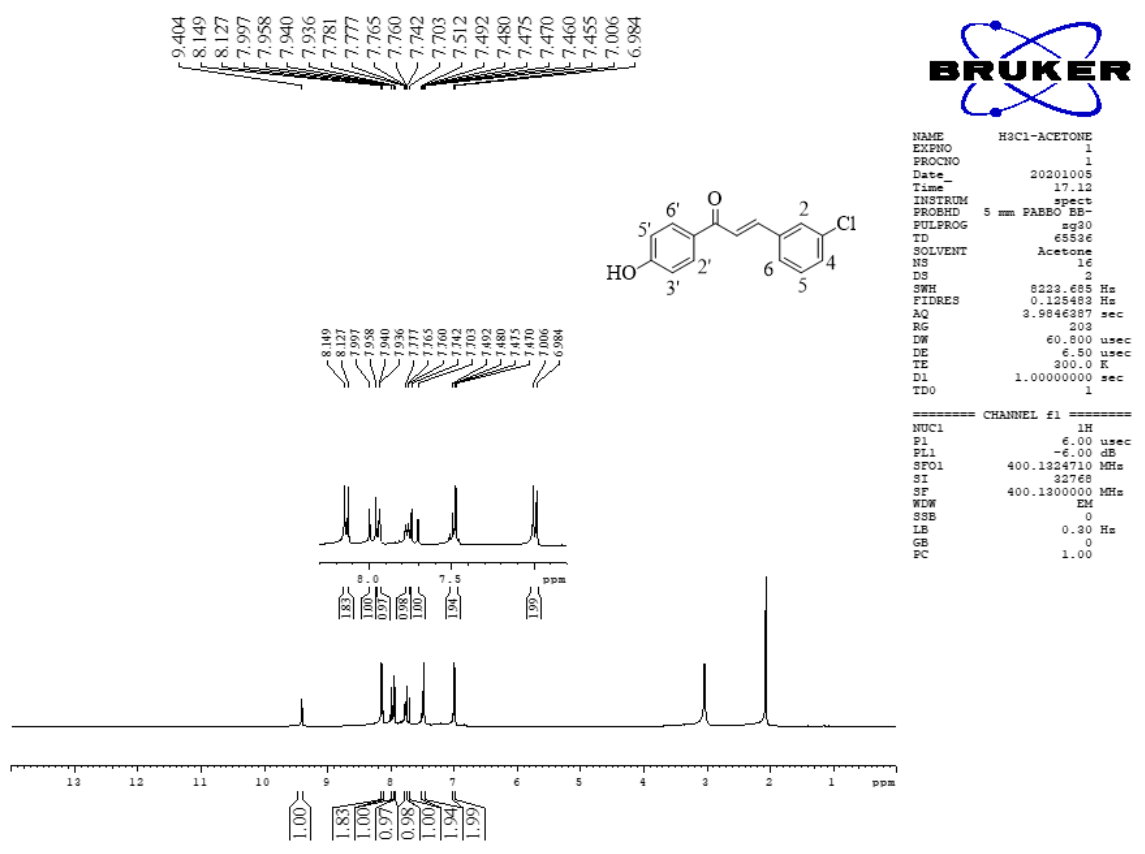 9.404
8.149
8.127
7.997
7.958
7.940
7.936
7.781
7.777
7.765
7.760
7.742
7.703
7.512
7.492
7.480
7.475
7.470
7.460
7.455
7.006
6.984
BRUKER
NAME H3C1-ACETONE
EXPNO 1
PROCNO 1
Date_ 20201005
Time 17.12
INSTRUM spect
PROBHD 5 mm PABBO BB-
PULPROG zg30
TD 65536
SOLVENT Acetone
NS 16
DS 2
SWH 8223.685 Hz
FIDRES 0.125483 Hz
AQ 3.9846387 sec
RG 203
DW 60.800 usec
DE 6.50 usec
TE 300.0 K
D1 1.00000000 sec
TD0 1
======== CHANNEL f1 ========
NUC1 1H
P1 6.00 usec
PL1 -6.00 dB
SFO1 400.1324710 MHz
SI 32768
SF 400.1300000 MHz
WDW EM
SSB 0
LB 0.30 Hz
GB 0
PC 1.00
O
6'
2
Cl
5'
HO
2'
3'
6
4
5
8.149
8.127
7.997
7.958
7.940
7.936
7.777
7.765
7.760
7.742
7.703
7.492
7.480
7.475
7.470
7.006
6.984
8.0 7.5 ppm
1.83
1.00
0.97
0.98
1.00
1.94
1.99
13 12 11 10 9 8 7 6 5 4 3 2 1 ppm
1.00
1.83
1.00
0.97
0.98
1.00
1.94
1.99